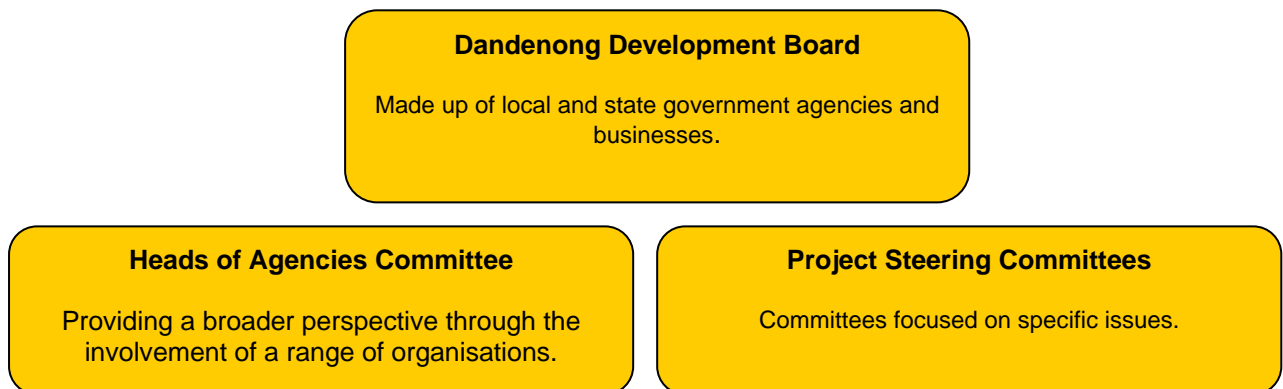 Dandenong Development Board
Made up of local and state government agencies and
businesses.
Heads of Agencies Committee
Providing a broader perspective through the
involvement of a range of organisations.
Project Steering Committees
Committees focused on specific issues.